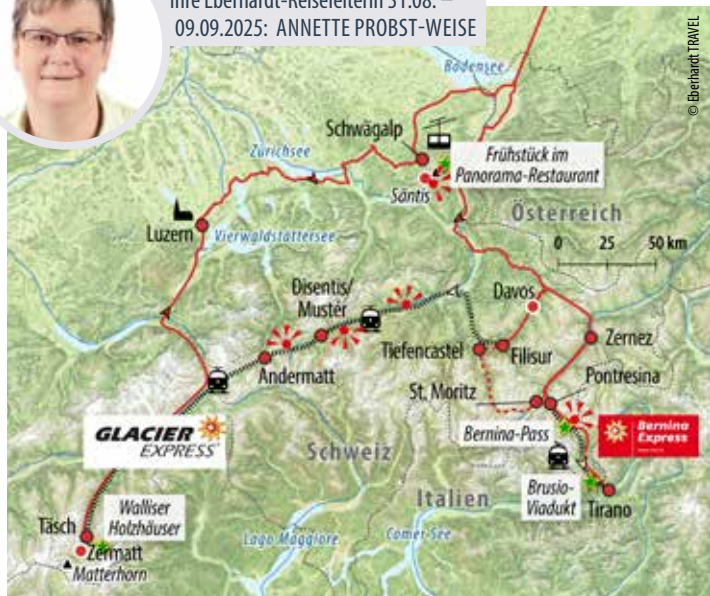 Ihre Eberhardt-Reiseleiterin 31.08. –
09.09.2025: ANNETTE PROBST-WEISE
© Eberhardt TRAVEL
Bodensee
Schwägalp
Zürichsee
Frühstück im
Panorama-Restaurant
Säntis
Österreich
Luzern
Vierwaldstättersee
0 25 50 km
Disentis/
Mustér
Davos
Zernez
Tiefencastel
Filisur
Andermatt
Pontresina
St. Moritz
GLACIER
EXPRESS
Bernina-Pass
Bernina
Express
Schweiz
Walliser
Holzhäuser
Italien
Brusio-
Viadukt
Tirano
Täsch
Zermatt
Matterhorn
Lago Maggiore
Comer See